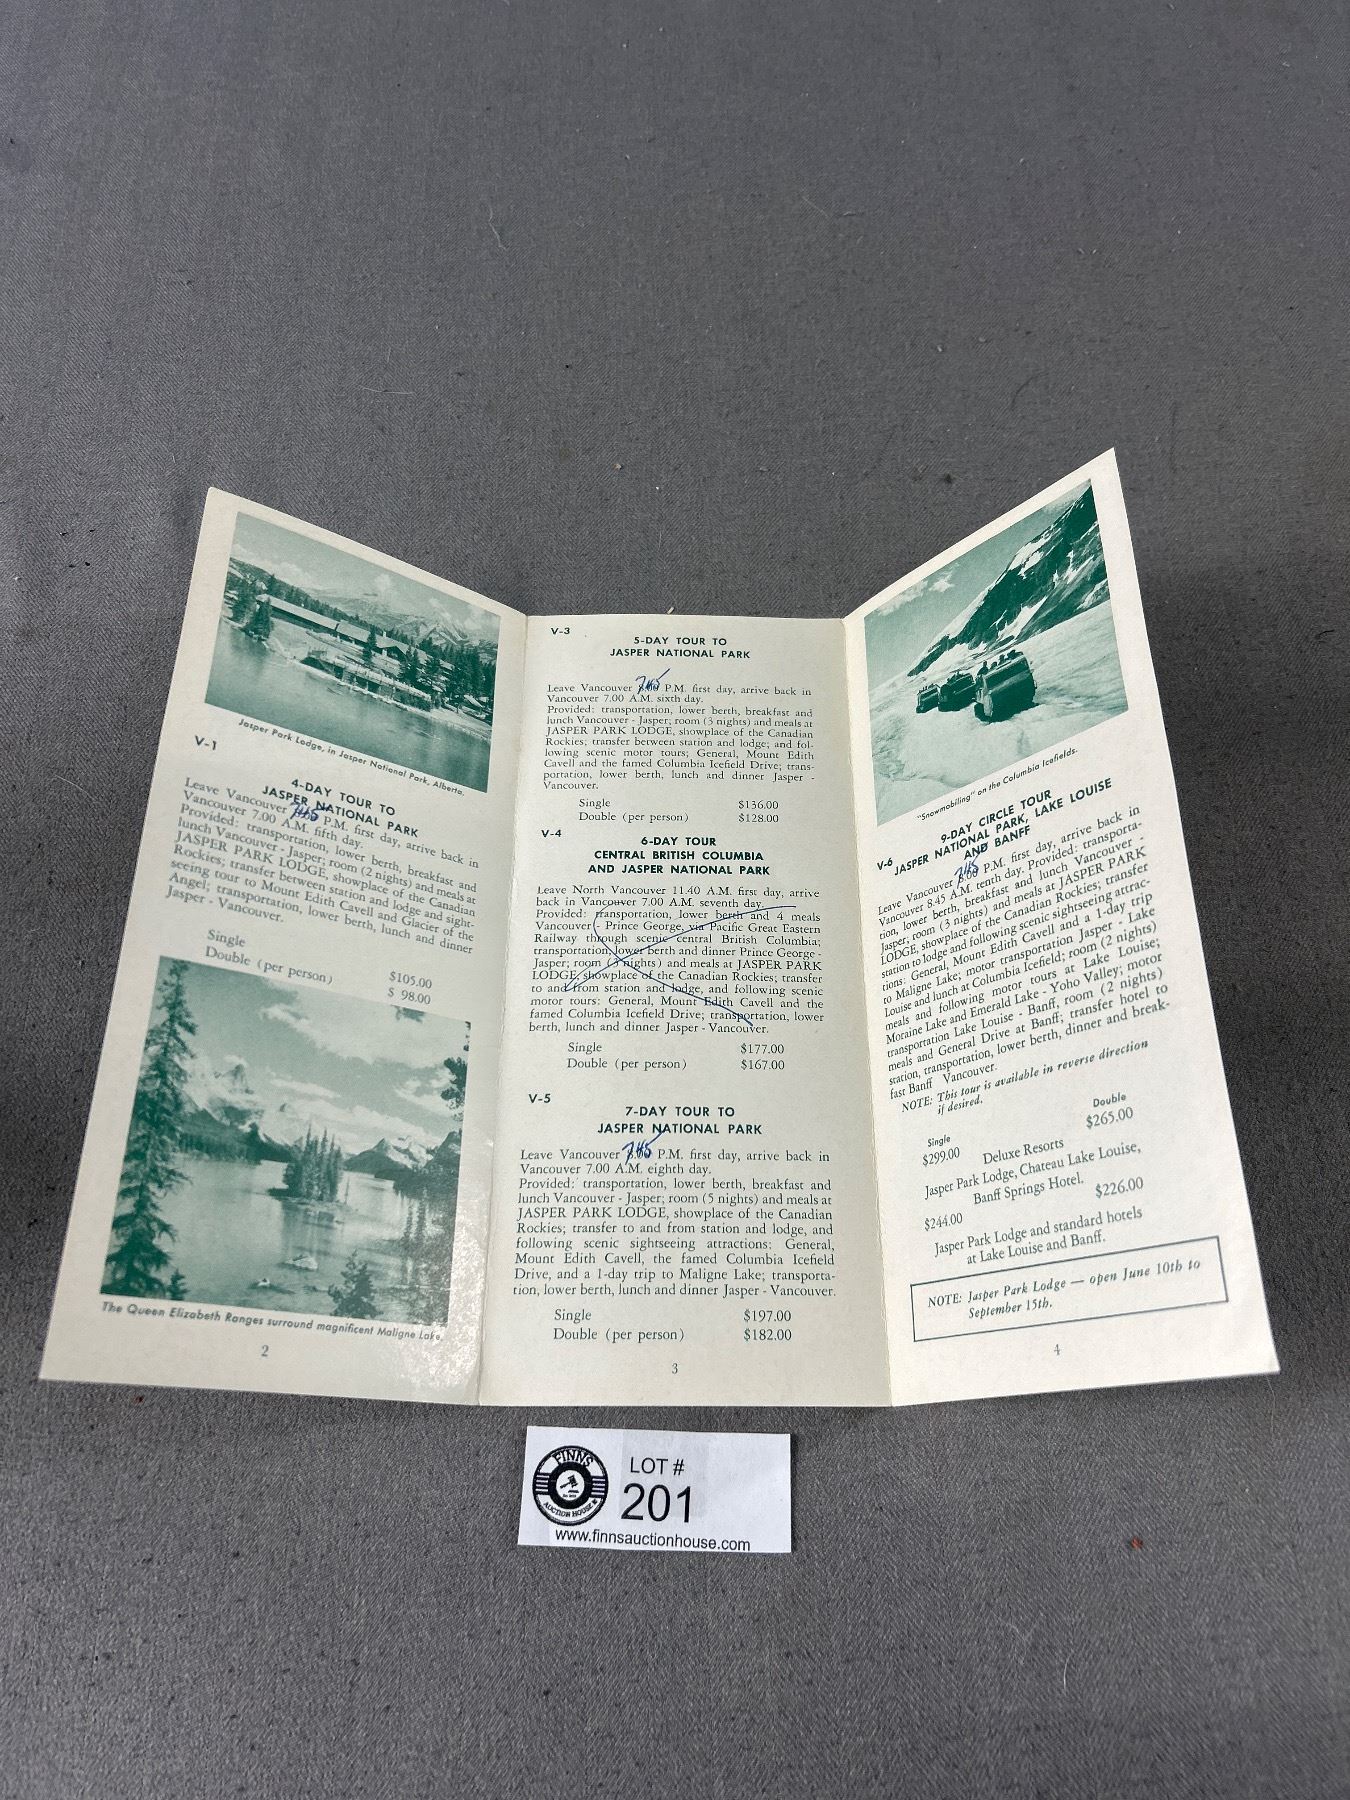 Jasper Park Lodge, in Jasper National Park, Alberta.
V-1
4-DAY TOUR TO
JASPER NATIONAL PARK
Leave Vancouver 7.45 P.M. first day, arrive back in
Vancouver 7.00 A.M. fifth day.
Provided: transportation, lower berth, breakfast and
lunch Vancouver - Jasper; room (2 nights) and meals at
JASPER PARK LODGE, showplace of the Canadian
Rockies; transfer between station and lodge and sight-
seeing tour to Mount Edith Cavell and Glacier of the
Angel; transportation, lower berth, lunch and dinner
Jasper - Vancouver.
Single $105.00
Double (per person) $ 98.00
The Queen Elizabeth Ranges surround magnificent Maligne Lake.
2
V-3
5-DAY TOUR TO
JASPER NATIONAL PARK
Leave Vancouver 8.00 7.45 P.M. first day, arrive back in
Vancouver 7.00 A.M. sixth day.
Provided: transportation, lower berth, breakfast and
lunch Vancouver - Jasper; room (3 nights) and meals at
JASPER PARK LODGE, showplace of the Canadian
Rockies; transfer between station and lodge; and fol-
lowing scenic motor tours; General, Mount Edith
Cavell and the famed Columbia Icefield Drive; trans-
portation, lower berth, lunch and dinner Jasper -
Vancouver.
Single $136.00
Double (per person) $128.00
V-4
6-DAY TOUR
CENTRAL BRITISH COLUMBIA
AND JASPER NATIONAL PARK
Leave North Vancouver 11.40 A.M. first day, arrive
back in Vancouver 7.00 A.M. seventh day.
Provided: transportation, lower berth and 4 meals
Vancouver - Prince George, via Pacific Great Eastern
Railway through scenic central British Columbia;
transportation, lower berth and dinner Prince George -
Jasper; room (3 nights) and meals at JASPER PARK
LODGE, showplace of the Canadian Rockies; transfer
to and from station and lodge, and following scenic
motor tours: General, Mount Edith Cavell and the
famed Columbia Icefield Drive; transportation, lower
berth, lunch and dinner Jasper - Vancouver.
Single $177.00
Double (per person) $167.00
V-5
7-DAY TOUR TO
JASPER NATIONAL PARK
Leave Vancouver 8.00 7.45 P.M. first day, arrive back in
Vancouver 7.00 A.M. eighth day.
Provided: transportation, lower berth, breakfast and
lunch Vancouver - Jasper; room (5 nights) and meals at
JASPER PARK LODGE, showplace of the Canadian
Rockies; transfer to and from station and lodge, and
following scenic sightseeing attractions: General,
Mount Edith Cavell, the famed Columbia Icefield
Drive, and a 1-day trip to Maligne Lake; transporta-
tion, lower berth, lunch and dinner Jasper - Vancouver.
Single $197.00
Double (per person) $182.00
3
"Snowmobiling" on the Columbia Icefields.
9-DAY CIRCLE TOUR
V-6 JASPER NATIONAL PARK, LAKE LOUISE
AND BANFF
Leave Vancouver 8.00 7.45 P.M. first day, arrive back in
Vancouver 8.45 A.M. tenth day. Provided: transporta-
tion, lower berth, breakfast and lunch Vancouver -
Jasper; room (3 nights) and meals at JASPER PARK
LODGE, showplace of the Canadian Rockies; transfer
station to lodge and following scenic sightseeing attrac-
tions: General, Mount Edith Cavell and a 1-day trip
to Maligne Lake; motor transportation Jasper - Lake
Louise and lunch at Columbia Icefield; room (2 nights)
meals and following motor tours at Lake Louise;
Moraine Lake and Emerald Lake - Yoho Valley; motor
transportation Lake Louise - Banff, room (2 nights)
meals and General Drive at Banff; transfer hotel to
station, transportation, lower berth, dinner and break-
fast Banff Vancouver.
NOTE: This tour is available in reverse direction
if desired.
Single Double
$299.00 Deluxe Resorts $265.00
Jasper Park Lodge, Chateau Lake Louise,
Banff Springs Hotel.
$244.00 $226.00
Jasper Park Lodge and standard hotels
at Lake Louise and Banff.
NOTE: Jasper Park Lodge — open June 10th to
September 15th.
4
FINNS
AUCTION HOUSE
LOT #
201
www.finnsauctionhouse.com